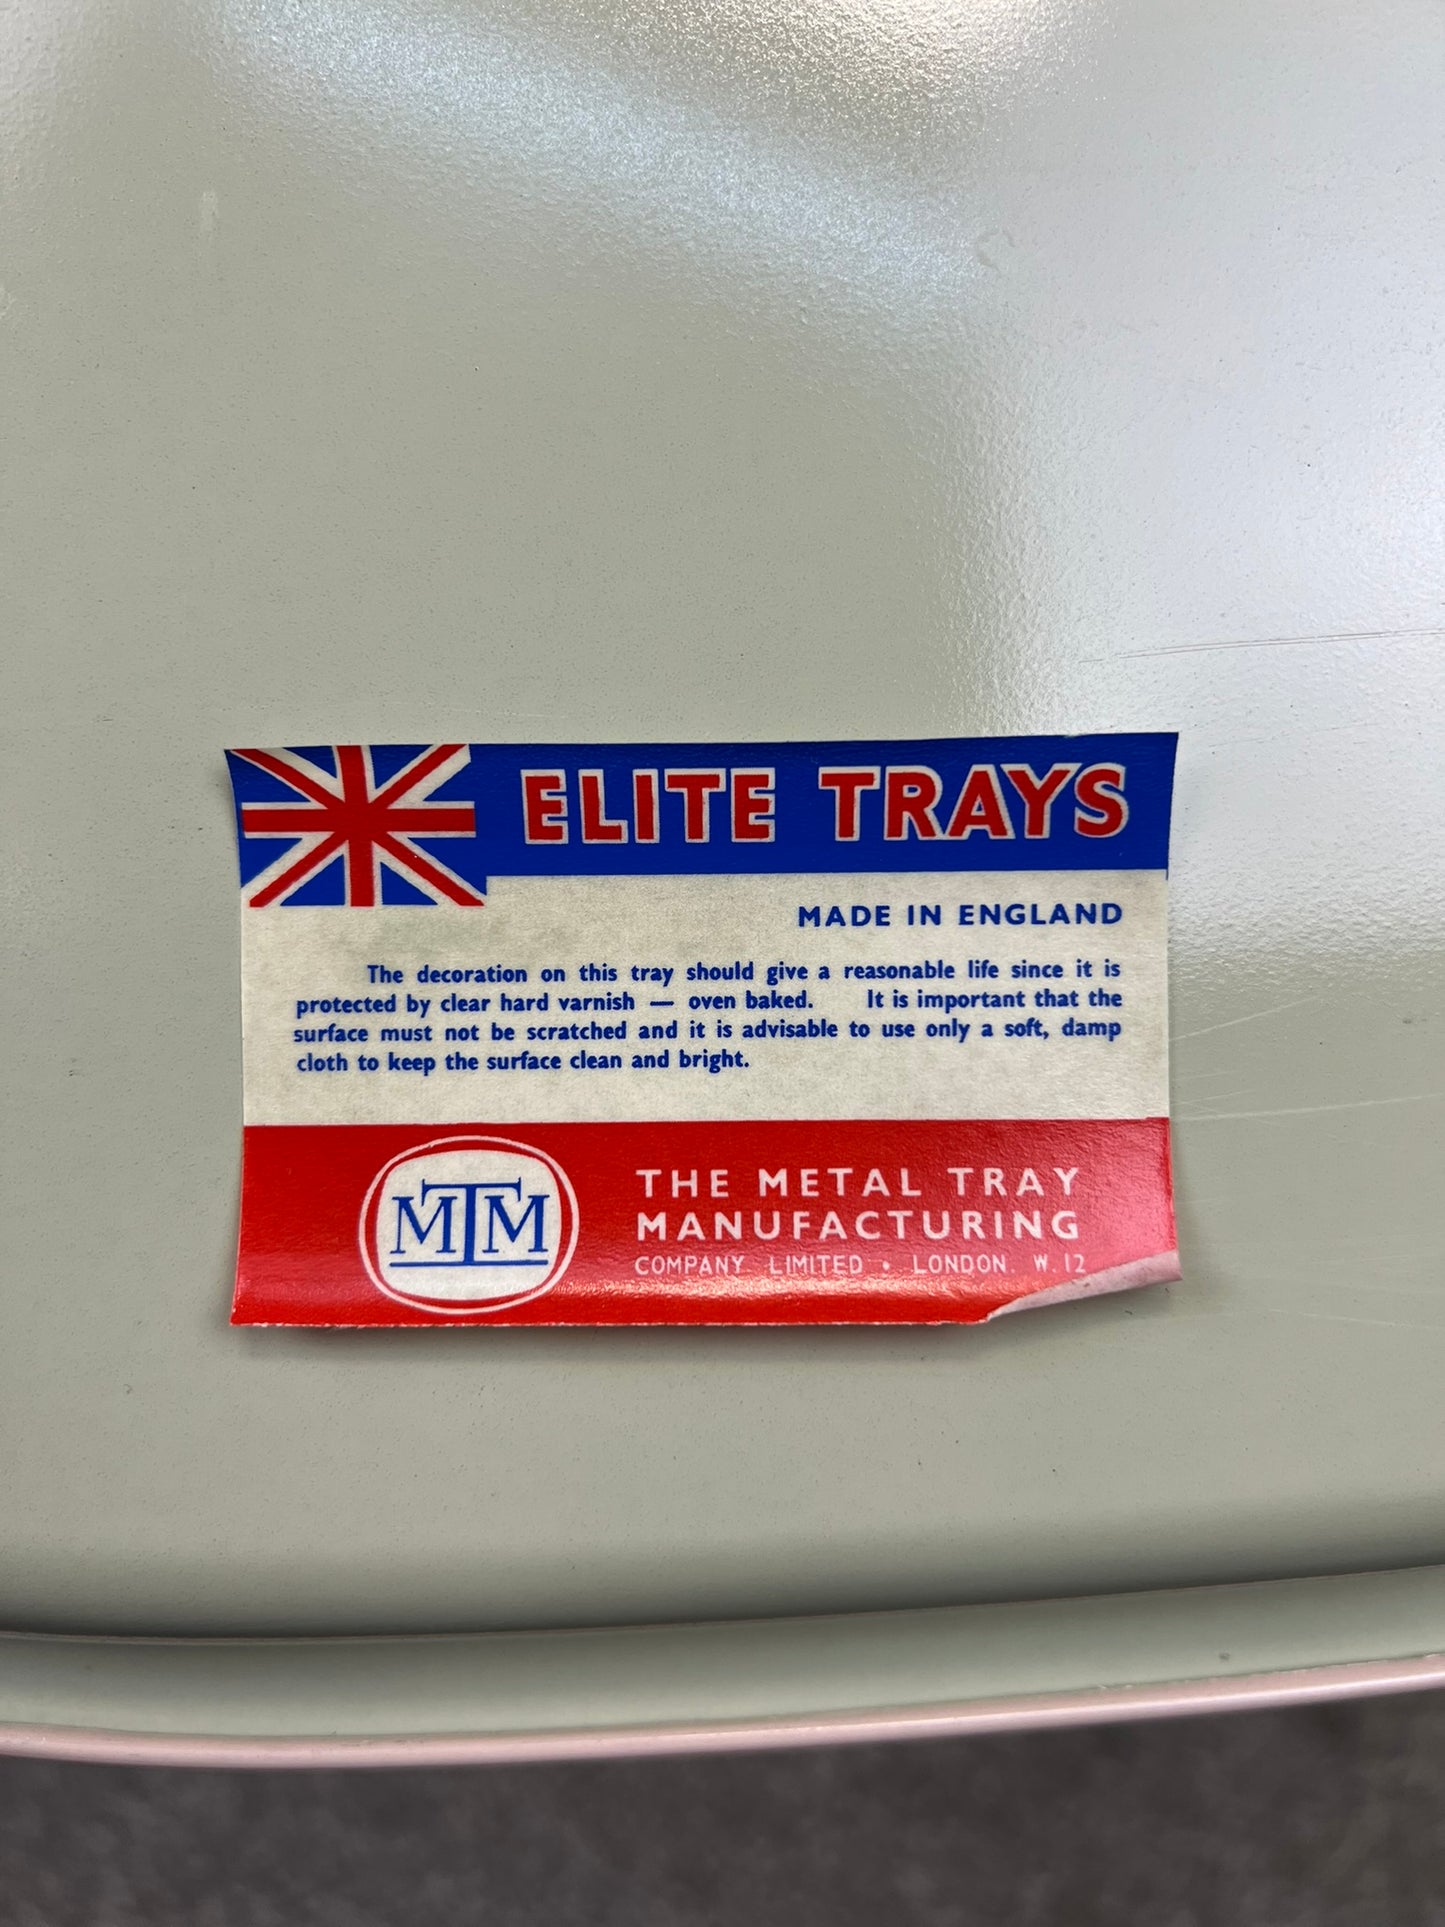 ELITE TRAYS
MADE IN ENGLAND
The decoration on this tray should give a reasonable life since it is
protected by clear hard varnish — oven baked. It is important that the
surface must not be scratched and it is advisable to use only a soft, damp
cloth to keep the surface clean and bright.
MTM
THE METAL TRAY
MANUFACTURING
COMPANY LIMITED • LONDON. W.12